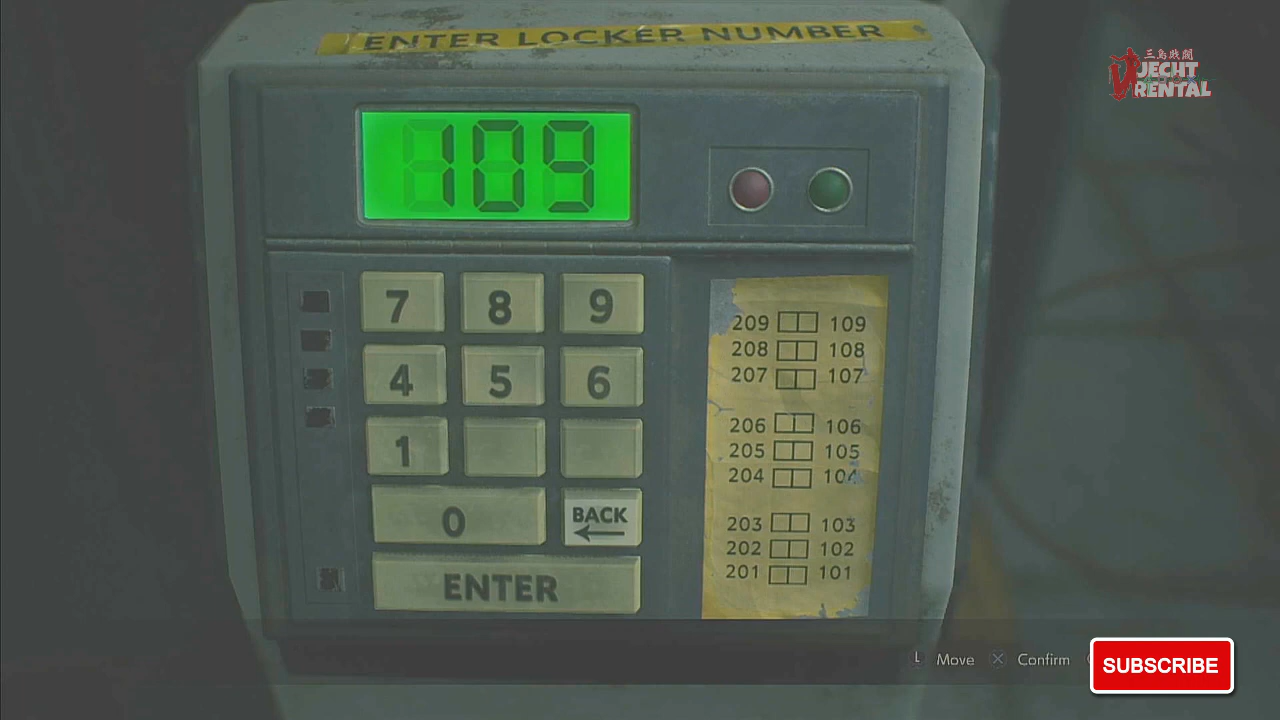 ENTER LOCKER NUMBER
三島戦闘
JECHT
RENTAL
109
7 8 9
4 5 6
1
0 BACK
ENTER
209 109
208 108
207 107
206 106
205 105
204 104
203 103
202 102
201 101
L Move X Confirm
SUBSCRIBE